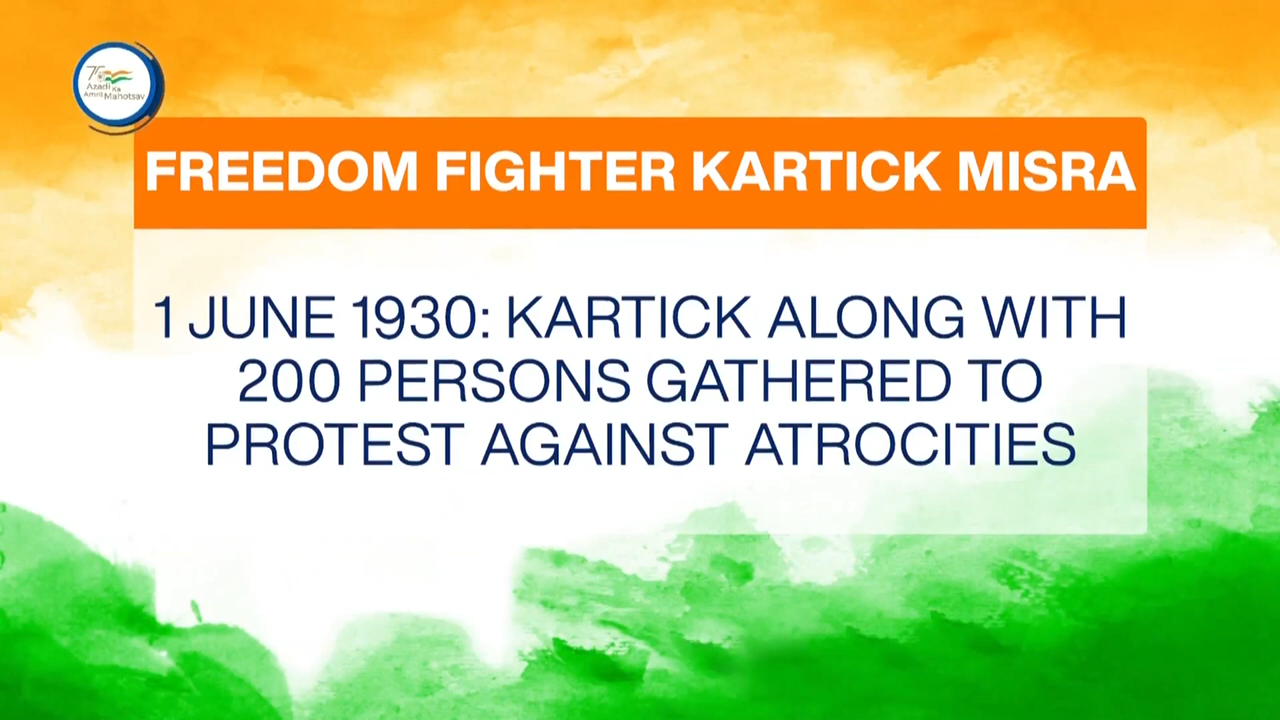 75
Azadi Ka
Amrit Mahotsav
FREEDOM FIGHTER KARTICK MISRA
1 JUNE 1930: KARTICK ALONG WITH
200 PERSONS GATHERED TO
PROTEST AGAINST ATROCITIES